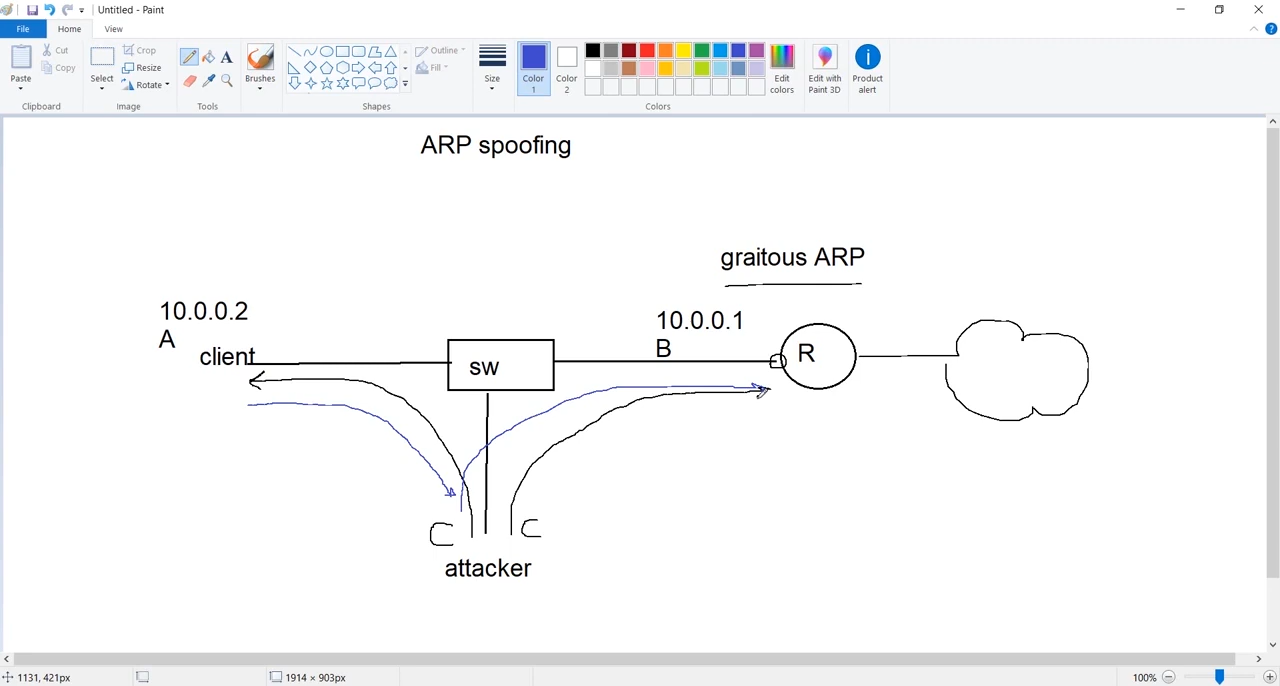 Untitled - Paint
File Home View
Paste
Cut
Copy
Clipboard
Select
Crop
Resize
Rotate
Image
A
Tools
Brushes
Outline
Fill
Shapes
Size
Color 1
Color 2
Edit colors
Colors
Edit with Paint 3D
Product alert
ARP spoofing
graitous ARP
10.0.0.2
A
client
sw
10.0.0.1
B
R
C
C
attacker
1131, 421px
1914 × 903px
100%